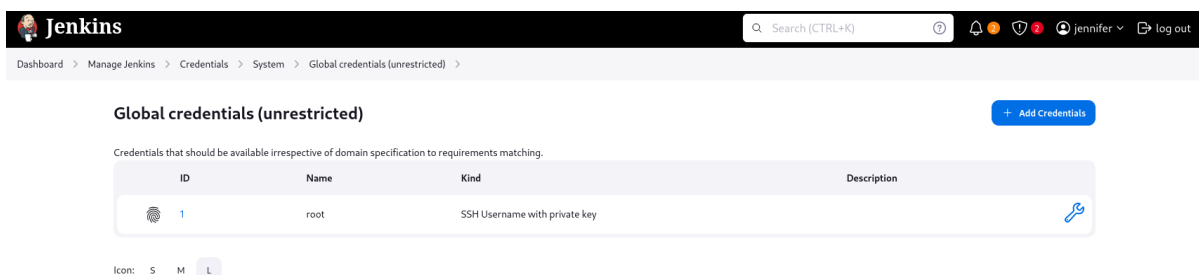 Jenkins Search (CTRL+K) 2 2 jennifer log out
Dashboard > Manage Jenkins > Credentials > System > Global credentials (unrestricted) >
Global credentials (unrestricted) + Add Credentials
Credentials that should be available irrespective of domain specification to requirements matching.
ID Name Kind Description
1 root SSH Username with private key
Icon: S M L